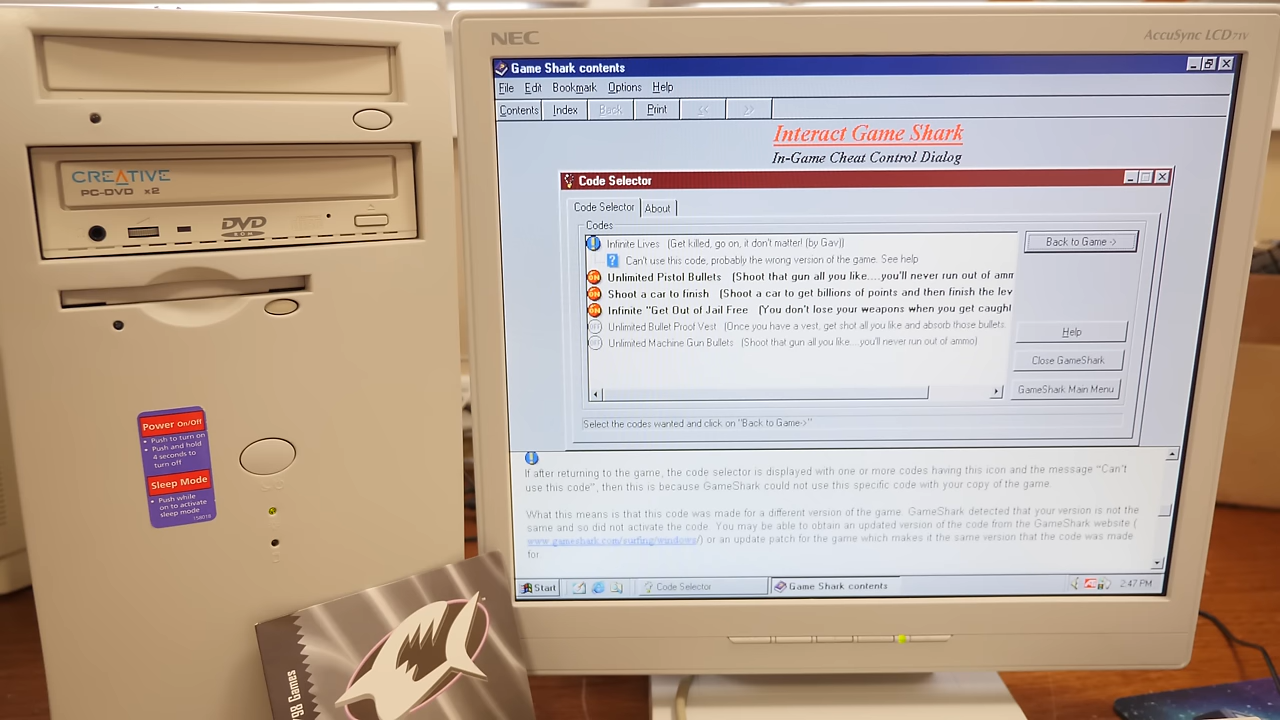 CREATIVE
PC-DVD x2
DVD
ROM
Power On/Off
• Push to turn on
• Push and hold
4 seconds to
turn off
Sleep Mode
• Push while
on to activate
sleep mode
158018
98 Games
NEC
AccuSync LCD71V
Game Shark contents
File Edit Bookmark Options Help
Contents Index Back Print << >>
Interact Game Shark
In-Game Cheat Control Dialog
Code Selector
Code Selector About
Codes
Infinite Lives (Get killed, go on, it don't matter! (by Gav))
Can't use this code, probably the wrong version of the game. See help
ON Unlimited Pistol Bullets (Shoot that gun all you like....you'll never run out of amm
ON Shoot a car to finish (Shoot a car to get billions of points and then finish the lev
ON Infinite "Get Out of Jail Free (You don't lose your weapons when you get caught
OFF Unlimited Bullet Proof Vest (Once you have a vest, get shot all you like and absorb those bullets.
OFF Unlimited Machine Gun Bullets (Shoot that gun all you like....you'll never run out of ammo)
Back to Game ->
Help
Close GameShark
GameShark Main Menu
Select the codes wanted and click on "Back to Game->"
If after returning to the game, the code selector is displayed with one or more codes having this icon and the message "Can't
use this code", then this is because GameShark could not use this specific code with your copy of the game.
What this means is that this code was made for a different version of the game. GameShark detected that your version is not the
same and so did not activate the code. You may be able to obtain an updated version of the code from the GameShark website (
www.gameshark.com/surfing/windows/) or an update patch for the game which makes it the same version that the code was made
for.
Start Code Selector Game Shark contents 2:47 PM